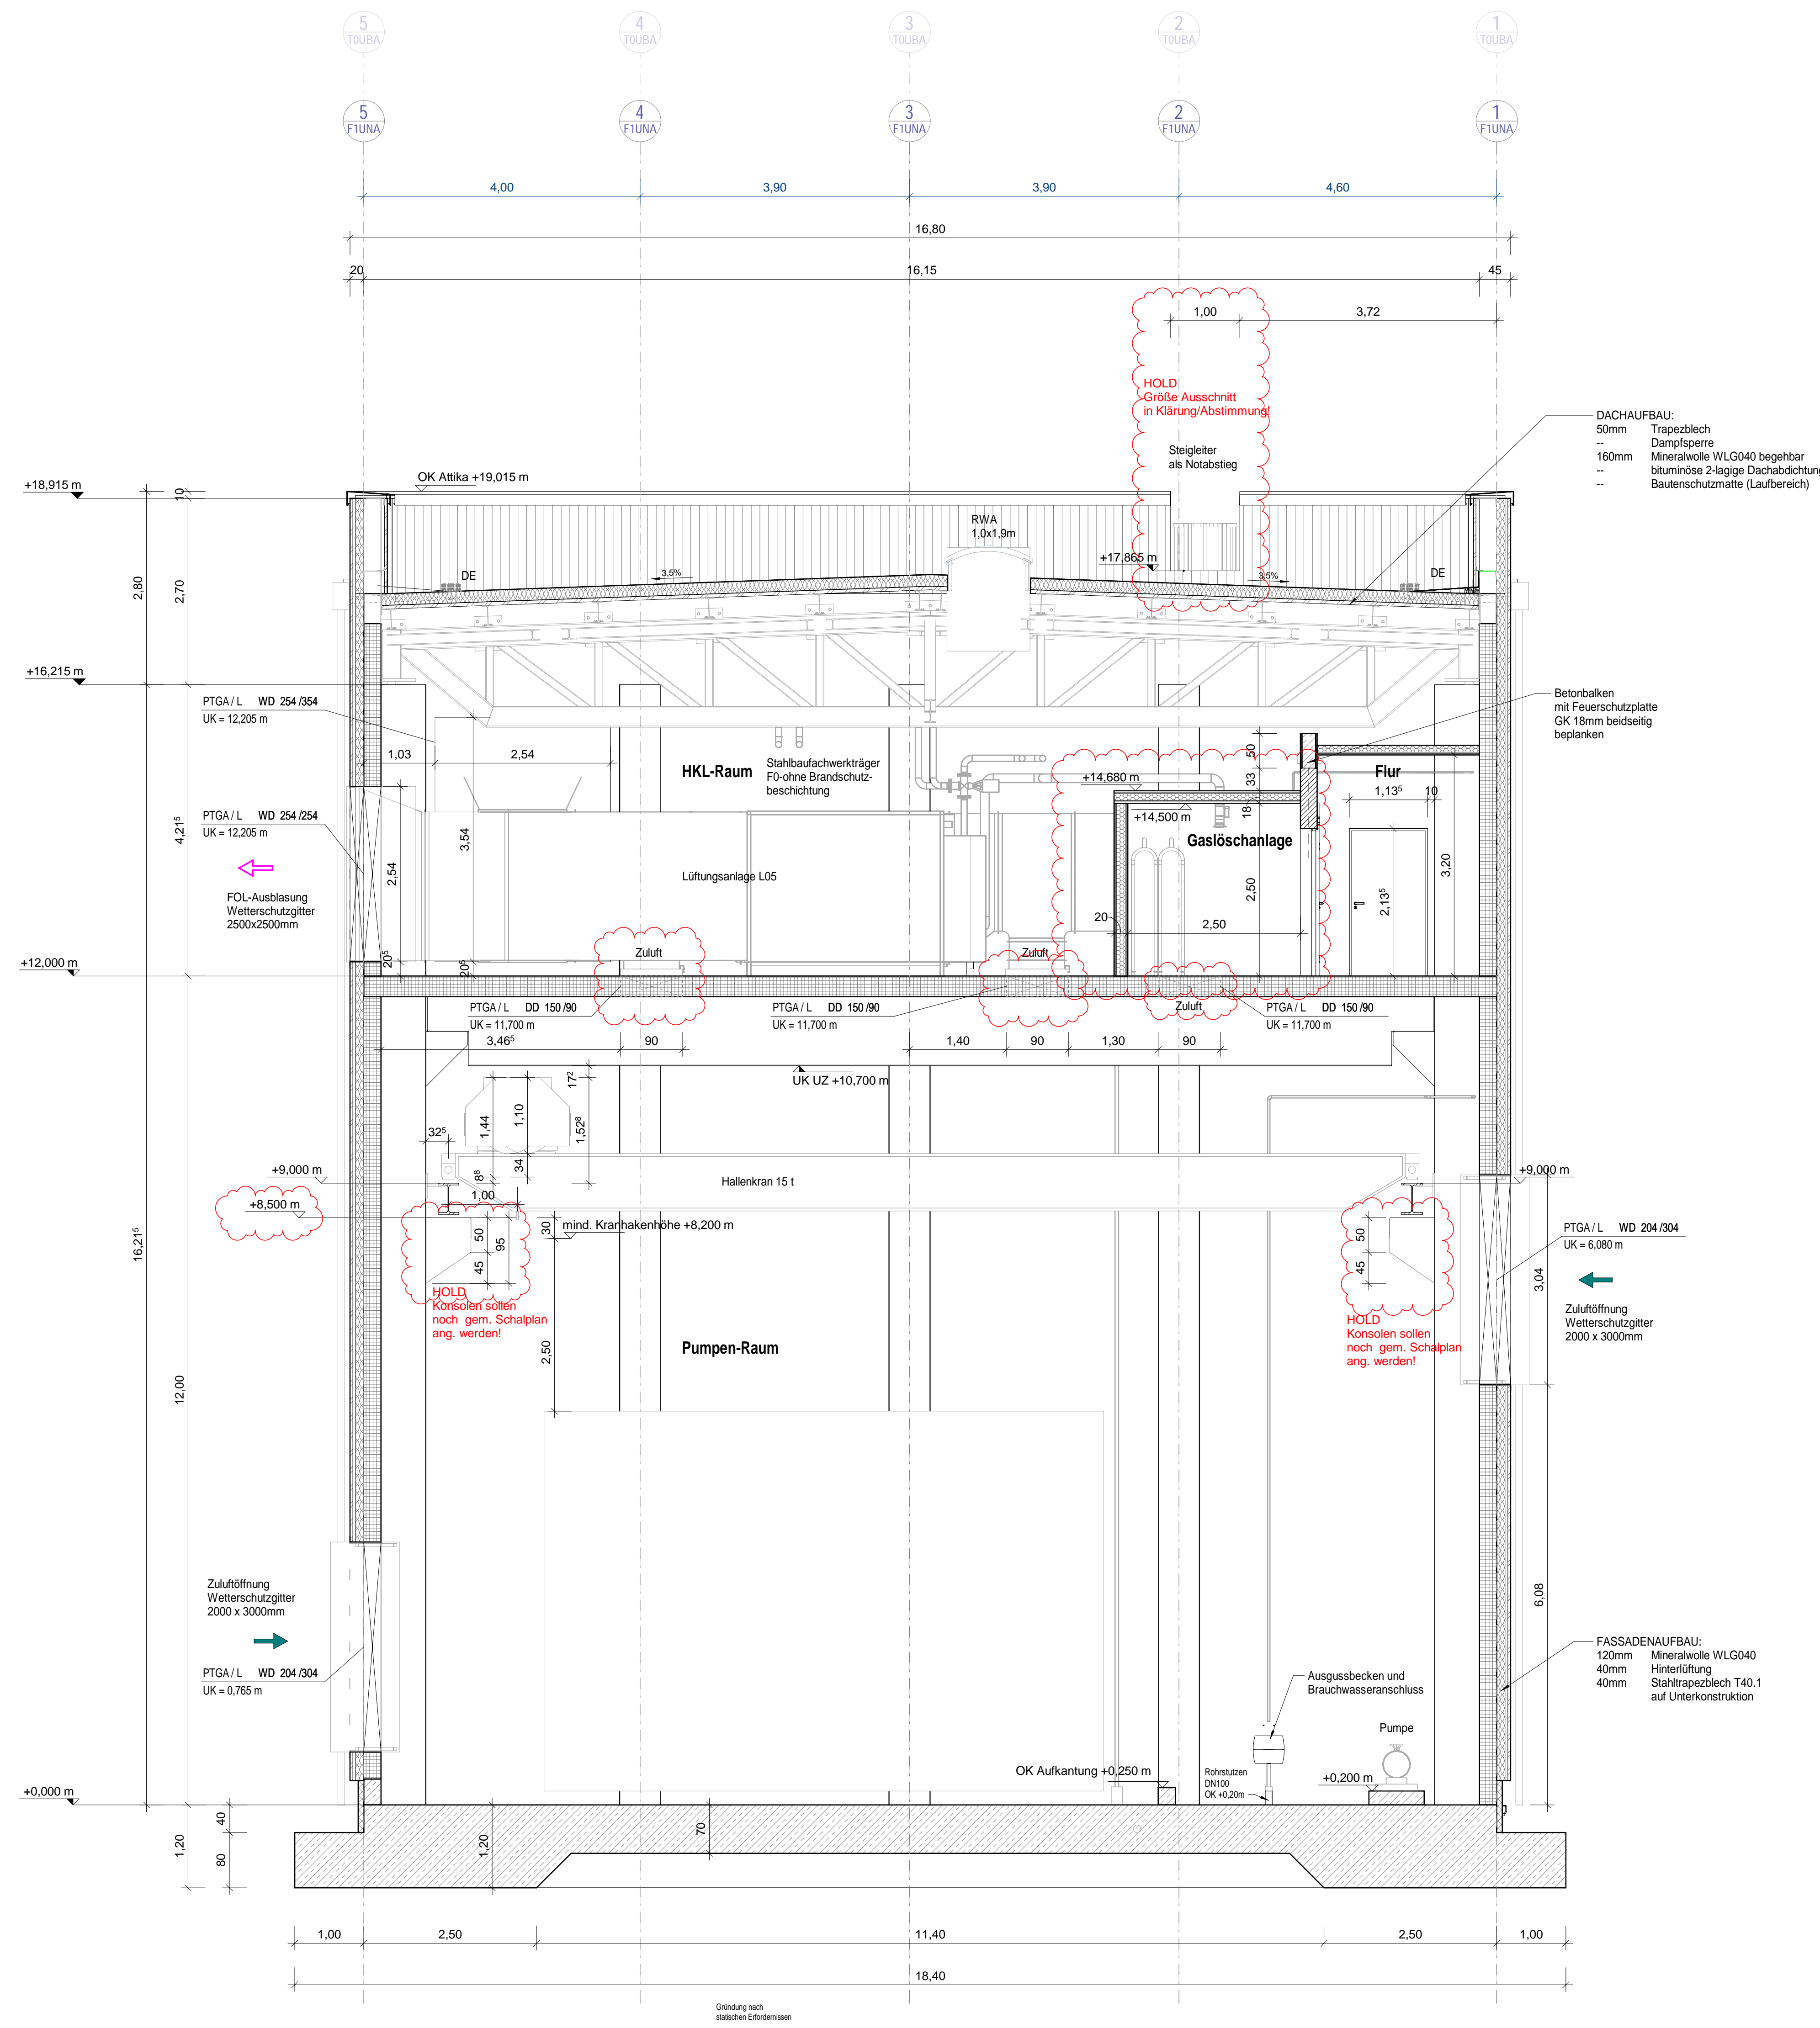 5
T0UBA
4
T0UBA
3
T0UBA
2
T0UBA
1
T0UBA
5
F1UNA
4
F1UNA
3
F1UNA
2
F1UNA
1
F1UNA
4,00
3,90
3,90
4,60
16,80
20
16,15
45
1,00
3,72
HOLD
Größe Ausschnitt
in Klärung/Abstimmung!
Steigleiter
als Notabstieg
DACHAUFBAU:
50mm Trapezblech
-- Dampfsperre
160mm Mineralwolle WLG040 begehbar
-- bituminöse 2-lagige Dachabdichtung
-- Bautenschutzmatte (Laufbereich)
+18,915 m
10
OK Attika +19,015 m
RWA
1,0x1,9m
+17,865 m
2,80
2,70
DE
3,5%
3,5%
DE
+16,215 m
PTGA / L WD 254 /354
UK = 12,205 m
1,03
2,54
HKL-Raum
Stahlbaufachwerkträger
F0-ohne Brandschutz-
beschichtung
Betonbalken
mit Feuerschutzplatte
GK 18mm beidseitig
beplanken
50
33
18
+14,680 m
+14,500 m
Flur
1,13⁵
10
PTGA / L WD 254 /254
UK = 12,205 m
4,21⁵
3,54
2,54
Gaslöschanlage
FOL-Ausblasung
Wetterschutzgitter
2500x2500mm
Lüftungsanlage L05
2,50
20
2,50
2,13⁵
3,20
20⁵
20⁵
+12,000 m
Zuluft
Zuluft
Zuluft
PTGA / L DD 150 /90
UK = 11,700 m
PTGA / L DD 150 /90
UK = 11,700 m
PTGA / L DD 150 /90
UK = 11,700 m
3,46⁵
90
1,40
90
1,30
90
UK UZ +10,700 m
17²
1,44
1,10
1,52⁸
32⁵
34
8⁸
+9,000 m
+9,000 m
+8,500 m
1,00
Hallenkran 15 t
30
mind. Kranhakenhöhe +8,200 m
50
95
45
50
45
HOLD
Konsolen sollen
noch gem. Schalplan
ang. werden!
HOLD
Konsolen sollen
noch gem. Schalplan
ang. werden!
PTGA / L WD 204 /304
UK = 6,080 m
3,04
Zuluftöffnung
Wetterschutzgitter
2000 x 3000mm
16,21⁵
12,00
2,50
Pumpen-Raum
6,08
Zuluftöffnung
Wetterschutzgitter
2000 x 3000mm
PTGA / L WD 204 /304
UK = 0,765 m
FASSADENAUFBAU:
120mm Mineralwolle WLG040
40mm Hinterlüftung
40mm Stahltrapezblech T40.1
auf Unterkonstruktion
Ausgussbecken und
Brauchwasseranschluss
Pumpe
OK Aufkantung +0,250 m
Rohrstutzen
DN100
OK +0,20m
+0,200 m
+0,000 m
40
1,20
80
1,20
70
1,00
2,50
11,40
2,50
1,00
18,40
Gründung nach
statischen Erfordernissen